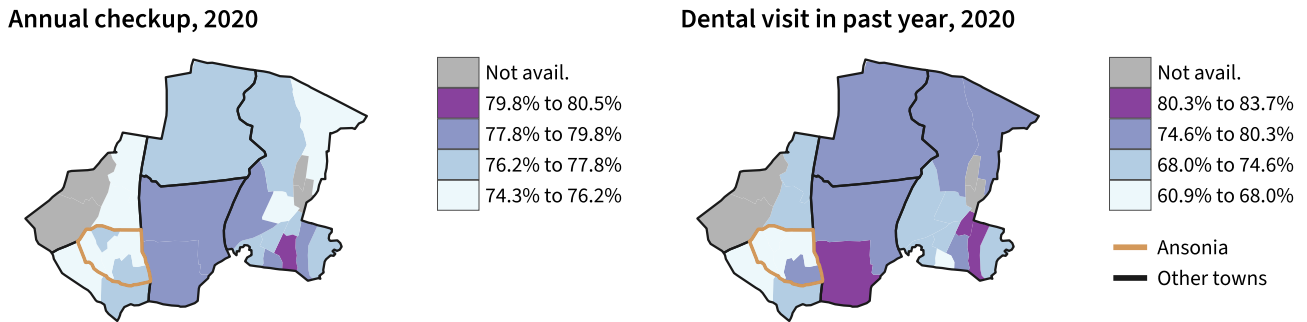 Annual checkup, 2020
Not avail.
79.8% to 80.5%
77.8% to 79.8%
76.2% to 77.8%
74.3% to 76.2%
Dental visit in past year, 2020
Not avail.
80.3% to 83.7%
74.6% to 80.3%
68.0% to 74.6%
60.9% to 68.0%
Ansonia
Other towns